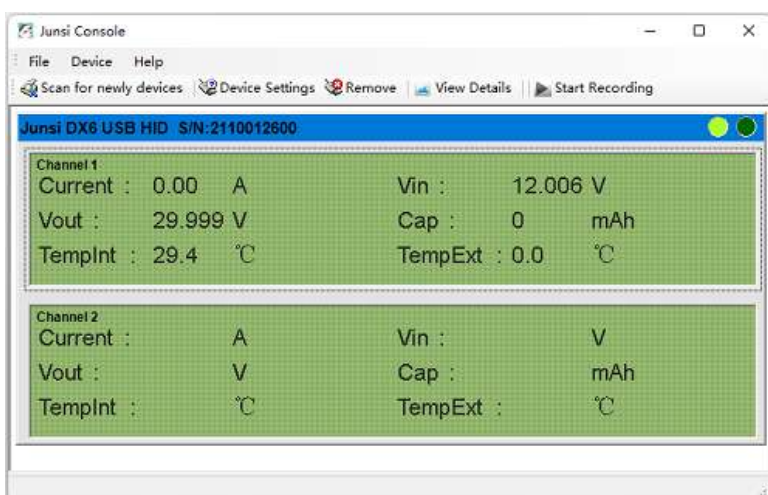 Junsi Console
File Device Help
Scan for newly devices Device Settings Remove View Details Start Recording
Junsi DX6 USB HID S/N:2110012600
Channel 1
Current : 0.00 A Vin : 12.006 V
Vout : 29.999 V Cap : 0 mAh
TempInt : 29.4 ℃ TempExt : 0.0 ℃
Channel 2
Current : A Vin : V
Vout : V Cap : mAh
TempInt : ℃ TempExt : ℃